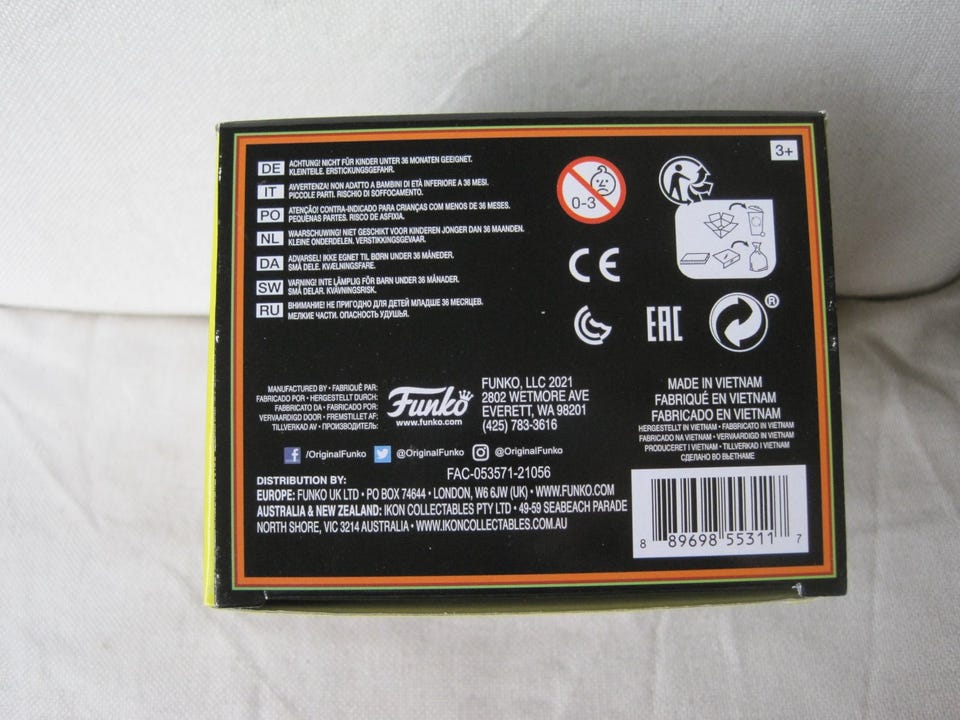 3+
DE ACHTUNG! NICHT FÜR KINDER UNTER 36 MONATEN GEEIGNET.
KLEINTEILE. ERSTICKUNGSGEFAHR.
IT AVVERTENZA! NON ADATTO A BAMBINI DI ETÀ INFERIORE A 36 MESI.
PICCOLE PARTI. RISCHIO DI SOFFOCAMENTO.
PO ATENÇÃO! CONTRA-INDICADO PARA CRIANÇAS COM MENOS DE 36 MESES.
PEQUENAS PARTES. RISCO DE ASFIXIA.
NL WAARSCHUWING! NIET GESCHIKT VOOR KINDEREN JONGER DAN 36 MAANDEN.
KLEINE ONDERDELEN. VERSTIKKINGSGEVAAR.
DA ADVARSEL! IKKE EGNET TIL BØRN UNDER 36 MÅNEDER.
SMÅ DELE. KVÆLNINGSFARE.
SW VARNING! INTE LÄMPLIG FÖR BARN UNDER 36 MÅNADER.
SMÅ DELAR. KVÄVNINGSRISK.
RU ВНИМАНИЕ! НЕ ПРИГОДНО ДЛЯ ДЕТЕЙ МЛАДШЕ 36 МЕСЯЦЕВ.
МЕЛКИЕ ЧАСТИ. ОПАСНОСТЬ УДУШЬЯ.
0-3
CE
EAC
®
MANUFACTURED BY • FABRIQUÉ PAR:
FABRICADO POR • HERGESTELLT DURCH:
FABBRICATO DA • FABRICADO POR:
VERVAARDIGD DOOR • FREMSTILLET AF:
TILLVERKAD AV • ПРОИЗВОДИТЕЛЬ:
Funko
www.funko.com
FUNKO, LLC 2021
2802 WETMORE AVE
EVERETT, WA 98201
(425) 783-3616
MADE IN VIETNAM
FABRIQUÉ EN VIETNAM
FABRICADO EN VIETNAM
HERGESTELLT IN VIETNAM • FABBRICATO IN VIETNAM
FABRICADO NA VIETNAM • VERVAARDIGD IN VIETNAM
PRODUCERET I VIETNAM • TILLVERKAD I VIETNAM
СДЕЛАНО ВО ВЬЕТНАМЕ
/OriginalFunko @OriginalFunko @OriginalFunko
FAC-053571-21056
DISTRIBUTION BY:
EUROPE: FUNKO UK LTD • PO BOX 74644 • LONDON, W6 6JW (UK) • WWW.FUNKO.COM
AUSTRALIA & NEW ZEALAND: IKON COLLECTABLES PTY LTD • 49-59 SEABEACH PARADE
NORTH SHORE, VIC 3214 AUSTRALIA • WWW.IKONCOLLECTABLES.COM.AU
8 89698 55311 7